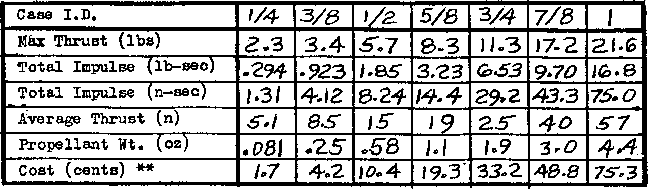 Case I.D. 1/4 3/8 1/2 5/8 3/4 7/8 1
Max Thrust (lbs) 2.3 3.4 5.7 8.3 11.3 17.2 21.6
Total Impulse (lb-sec) .294 .923 1.85 3.23 6.53 9.70 16.8
Total Impulse (n-sec) 1.31 4.12 8.24 14.4 29.2 43.3 75.0
Average Thrust (n) 5.1 8.5 15 19 25 40 57
Propellant Wt. (oz) .081 .25 .58 1.1 1.9 3.0 4.4
Cost (cents) ** 1.7 4.2 10.4 19.3 33.2 48.8 75.3